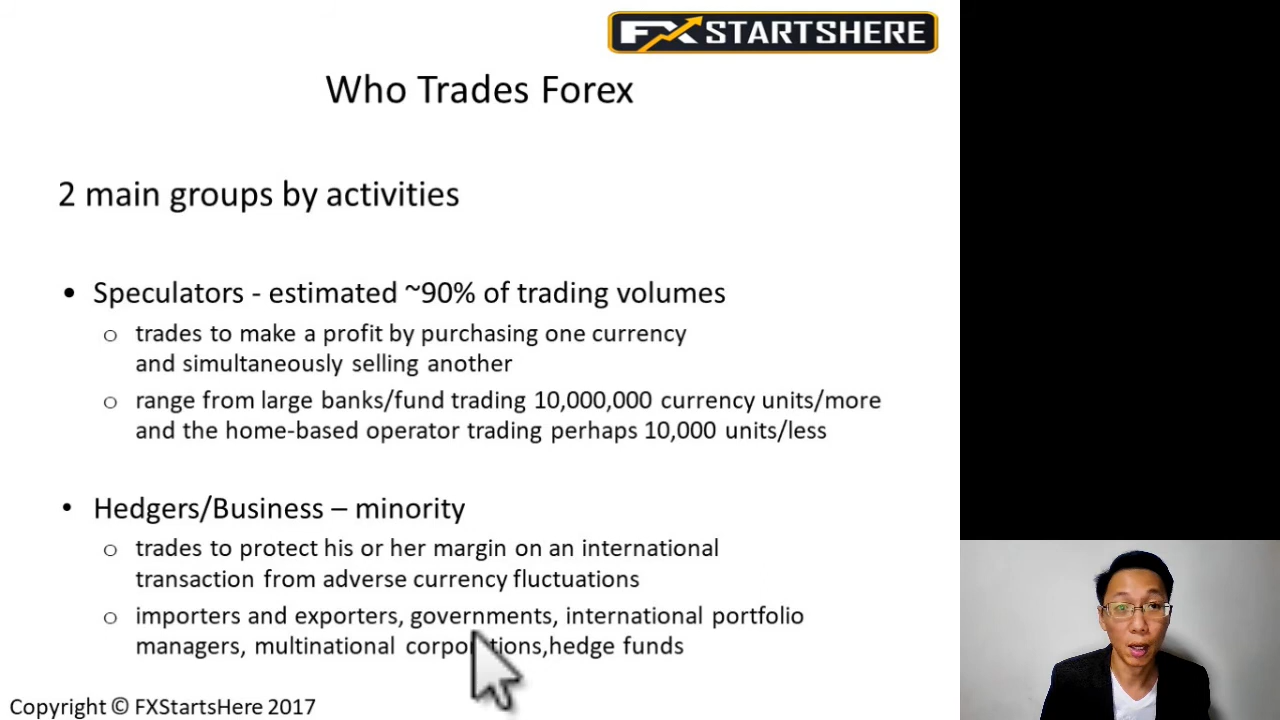 FX STARTSHERE
Who Trades Forex
2 main groups by activities
• Speculators - estimated ~90% of trading volumes
o trades to make a profit by purchasing one currency
and simultaneously selling another
o range from large banks/fund trading 10,000,000 currency units/more
and the home-based operator trading perhaps 10,000 units/less
• Hedgers/Business – minority
o trades to protect his or her margin on an international
transaction from adverse currency fluctuations
o importers and exporters, governments, international portfolio
managers, multinational corporations,hedge funds
Copyright © FXStartsHere 2017